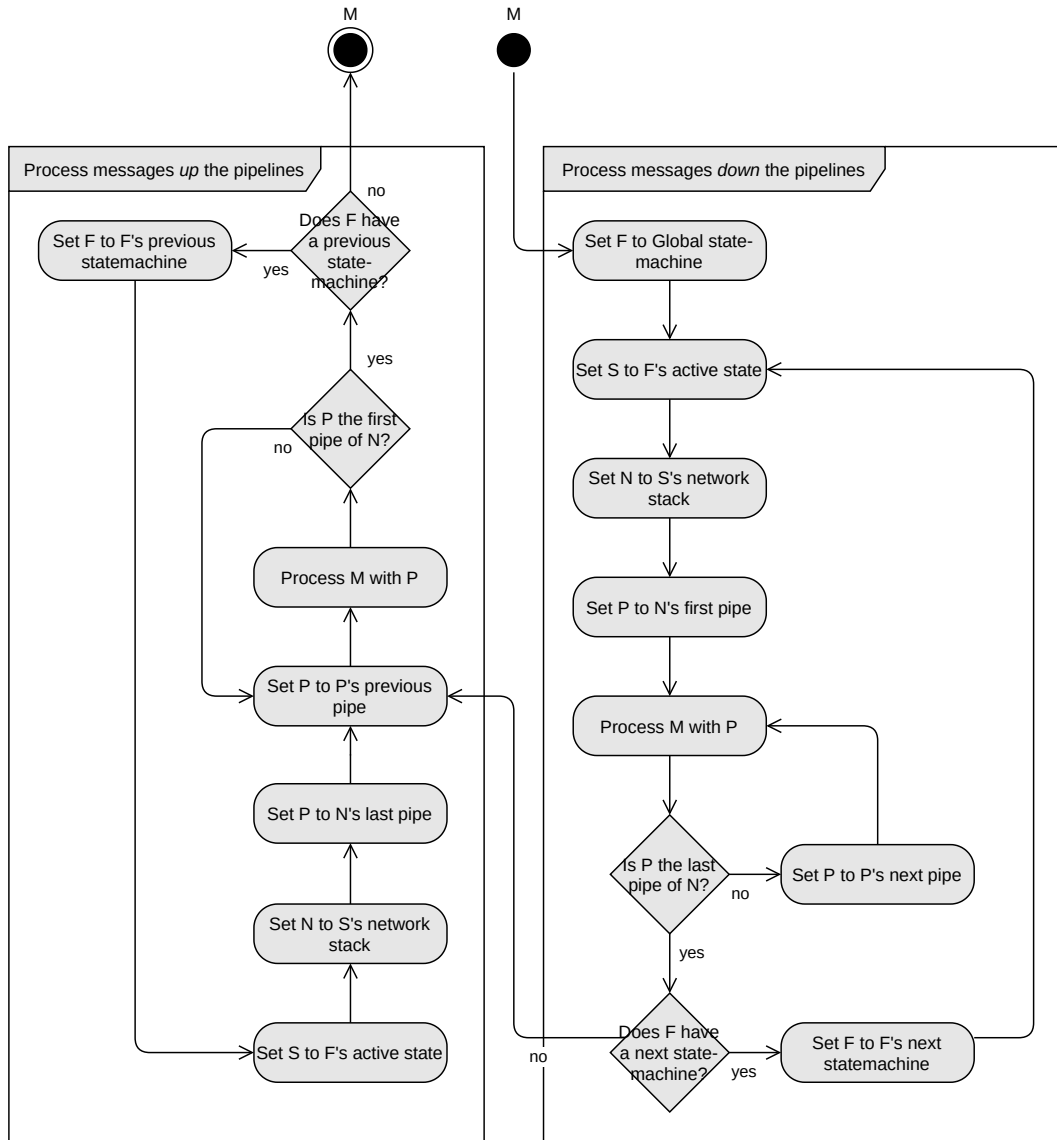 M
M
Process messages up the pipelines
Process messages down the pipelines
no
Does F have
a previous
state-
machine?
Set F to F's previous
statemachine
yes
Set F to Global state-
machine
yes
Set S to F's active state
Is P the first
pipe of N?
no
Set N to S's network
stack
Process M with P
Set P to N's first pipe
Set P to P's previous
pipe
Process M with P
Set P to N's last pipe
Is P the last
pipe of N?
no
Set P to P's next pipe
Set N to S's network
stack
yes
Set S to F's active state
no
Does F have
a next state-
machine?
yes
Set F to F's next
statemachine